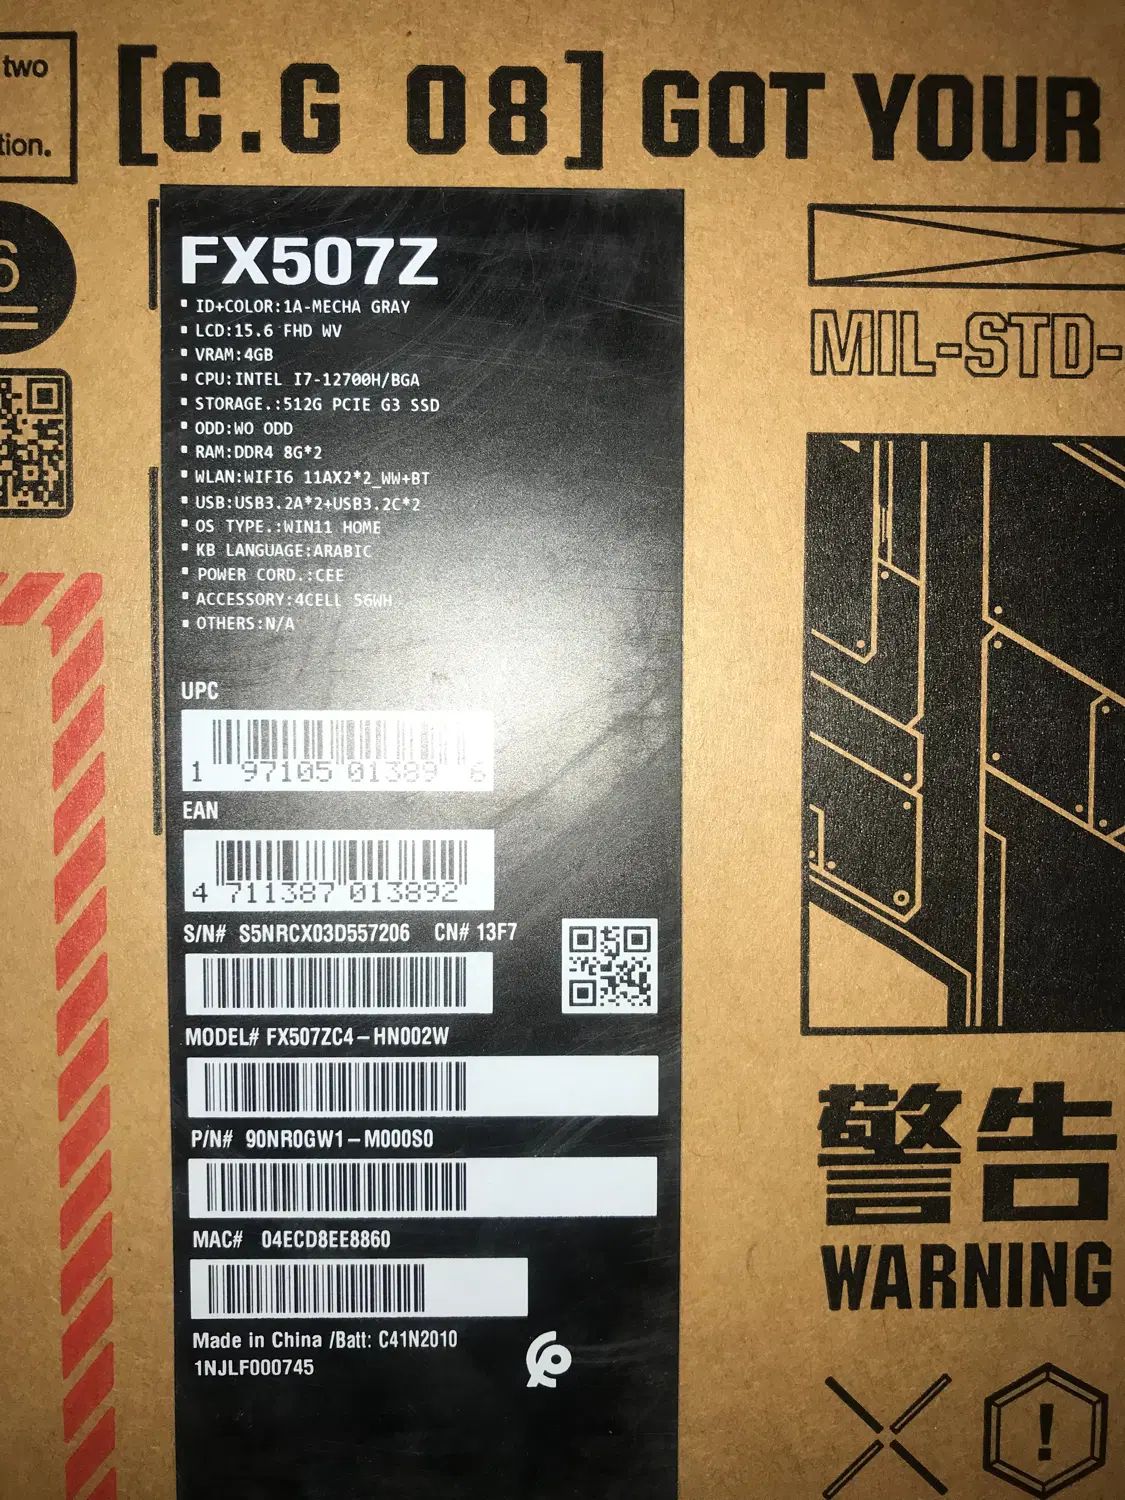 two
tion.
[C.G 08] GOT YOUR
6
FX507Z
▪ ID+COLOR:1A-MECHA GRAY
▪ LCD:15.6 FHD WV
▪ VRAM:4GB
▪ CPU:INTEL I7-12700H/BGA
▪ STORAGE.:512G PCIE G3 SSD
▪ ODD:WO ODD
▪ RAM:DDR4 8G*2
▪ WLAN:WIFI6 11AX2*2_WW+BT
▪ USB:USB3.2A*2+USB3.2C*2
▪ OS TYPE.:WIN11 HOME
▪ KB LANGUAGE:ARABIC
▪ POWER CORD.:CEE
▪ ACCESSORY:4CELL 56WH
▪ OTHERS:N/A
UPC
1 97105 01389 6
EAN
4 711387 013892
S/N# S5NRCX03D557206 CN# 13F7
MODEL# FX507ZC4-HN002W
P/N# 90NR0GW1-M000S0
MAC# 04ECD8EE8860
Made in China /Batt: C41N2010
1NJLF000745
MIL-STD-
警告
WARNING
!